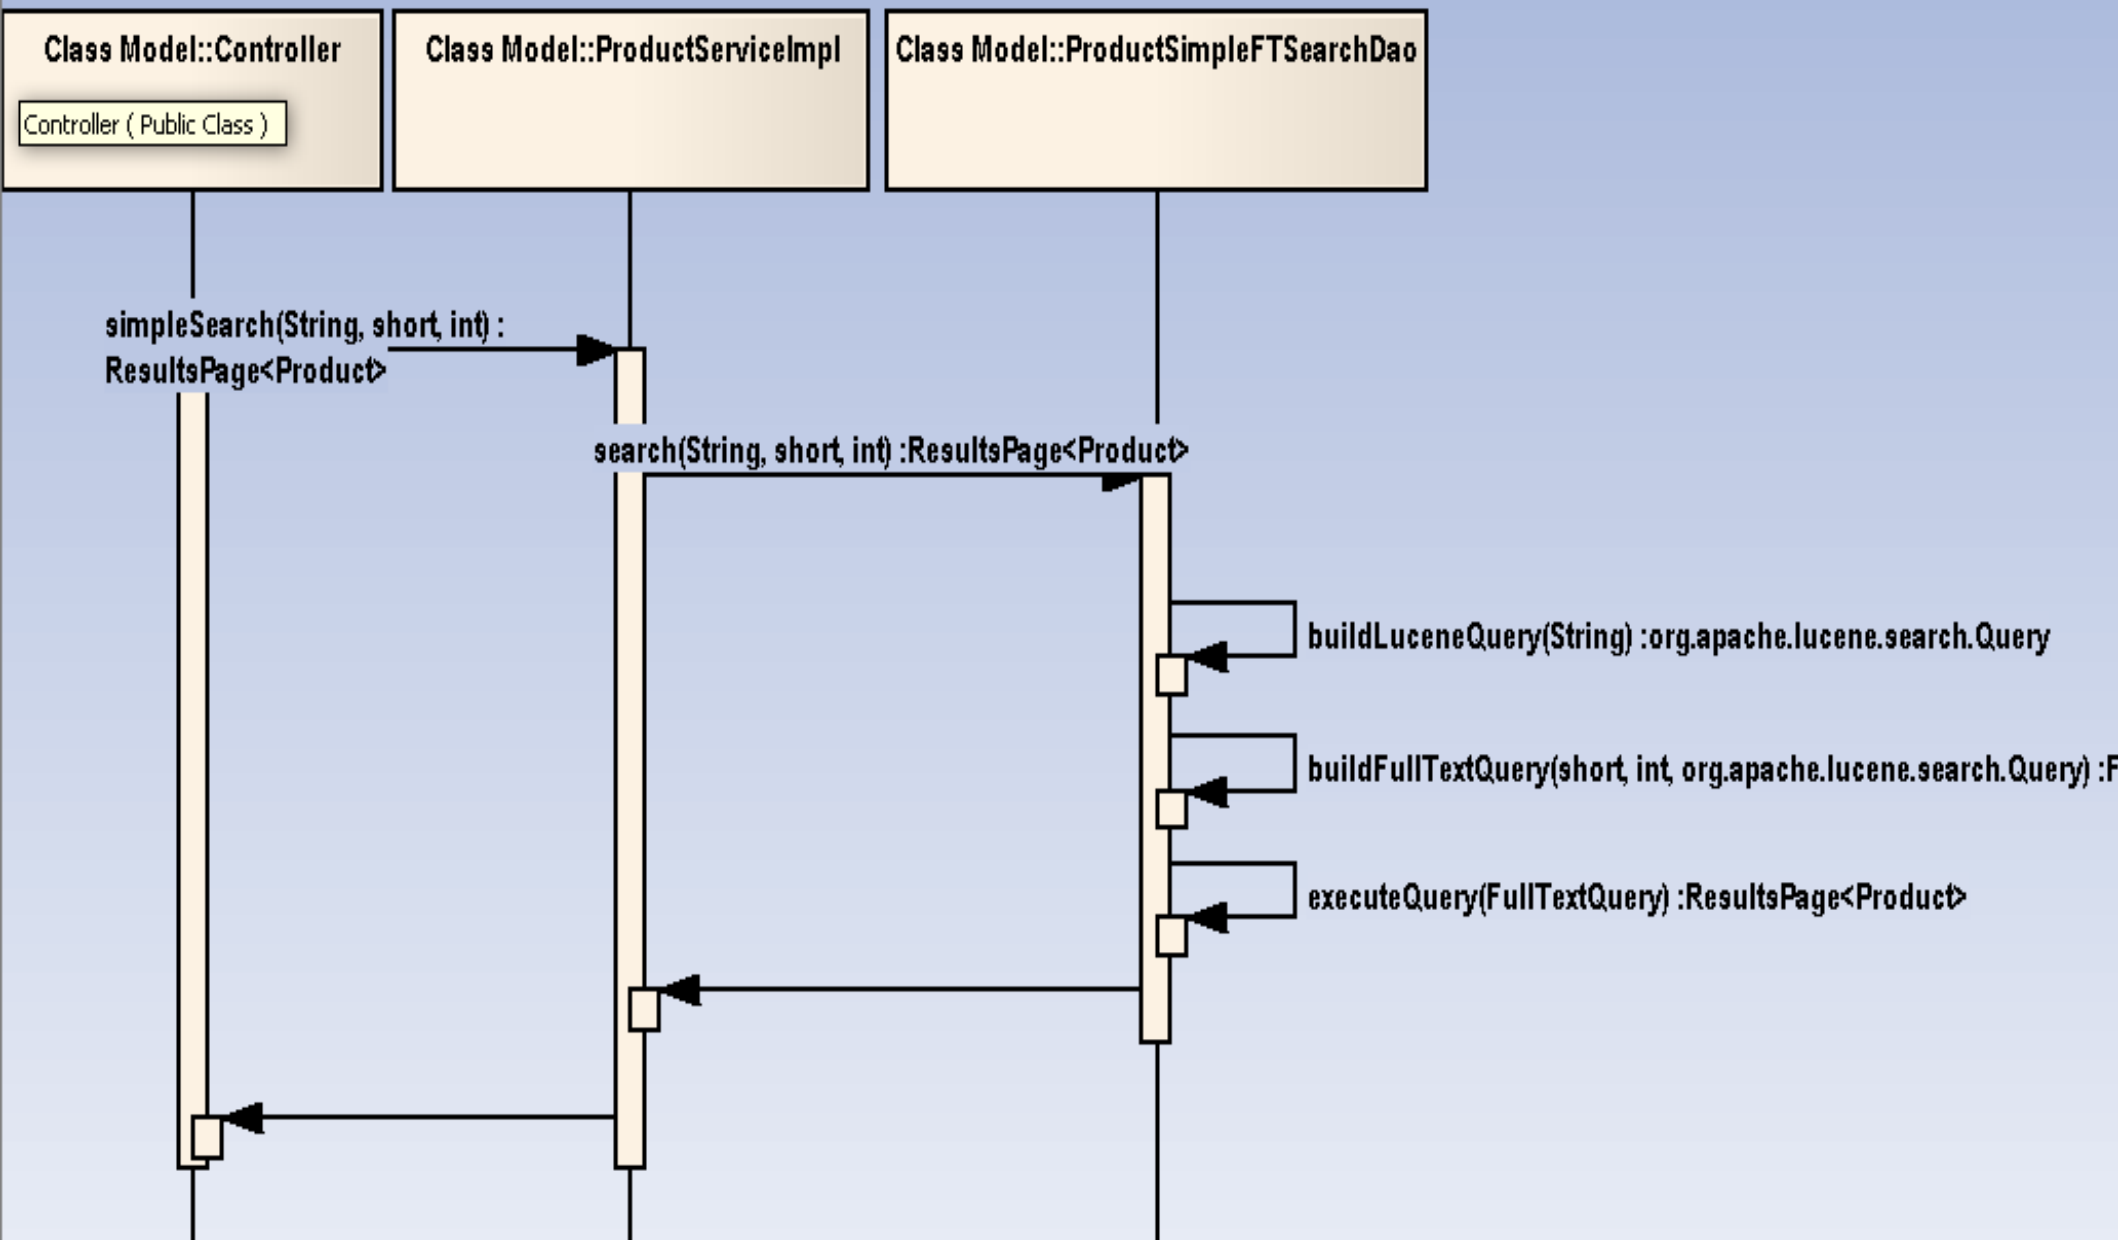 Class Model::Controller
Class Model::ProductServiceImpl
Class Model::ProductSimpleFTSearchDao
Controller ( Public Class )
simpleSearch(String, short, int) :
ResultsPage<Product>
search(String, short, int) :ResultsPage<Product>
buildLuceneQuery(String) :org.apache.lucene.search.Query
buildFullTextQuery(short, int, org.apache.lucene.search.Query) :F
executeQuery(FullTextQuery) :ResultsPage<Product>